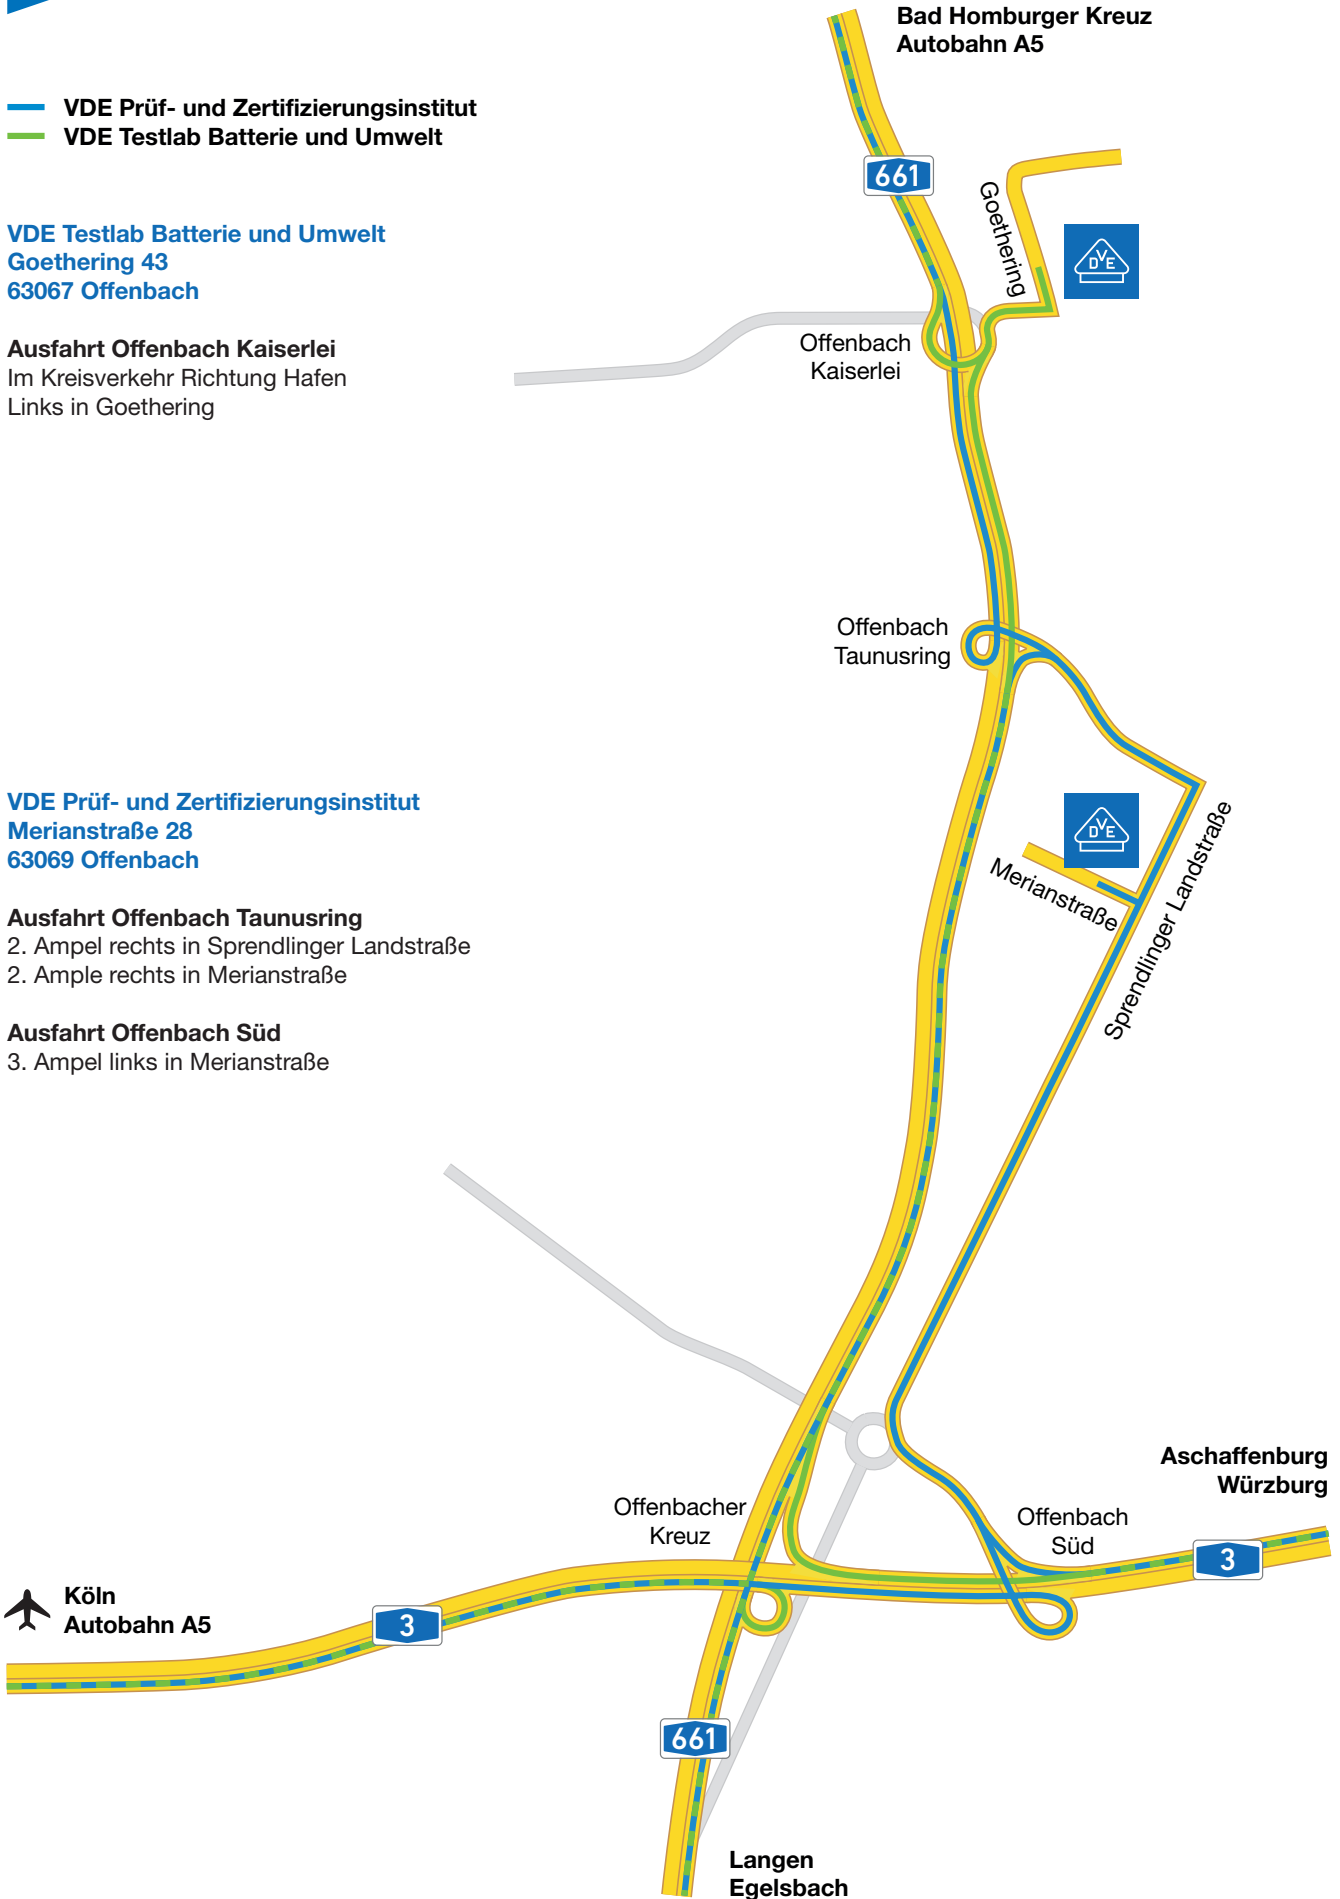 Bad Homburger Kreuz
Autobahn A5
VDE Prüf- und Zertifizierungsinstitut
VDE Testlab Batterie und Umwelt
661
Goethering
VDE Testlab Batterie und Umwelt
Goethering 43
63067 Offenbach
DVE
Ausfahrt Offenbach Kaiserlei
Im Kreisverkehr Richtung Hafen
Links in Goethering
Offenbach
Kaiserlei
Offenbach
Taunusring
VDE Prüf- und Zertifizierungsinstitut
Merianstraße 28
63069 Offenbach
DVE
Merianstraße
Sprendlinger Landstraße
Ausfahrt Offenbach Taunusring
2. Ampel rechts in Sprendlinger Landstraße
2. Ample rechts in Merianstraße
Ausfahrt Offenbach Süd
3. Ampel links in Merianstraße
Aschaffenburg
Würzburg
Offenbacher
Kreuz
Offenbach
Süd
3
Köln
Autobahn A5
3
661
Langen
Egelsbach